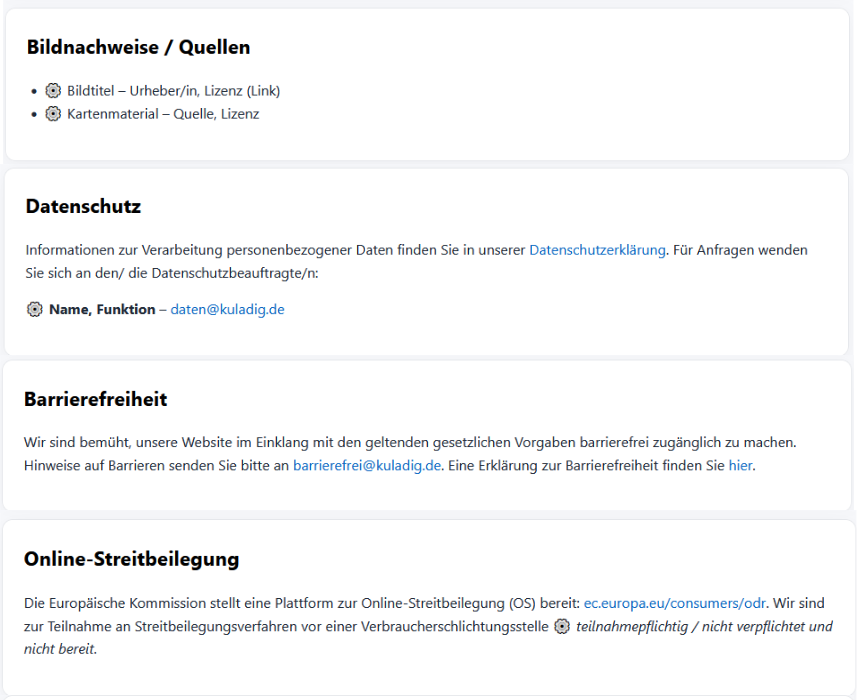 Bildnachweise / Quellen
• Bildtitel – Urheber/in, Lizenz (Link)
• Kartenmaterial – Quelle, Lizenz
Datenschutz
Informationen zur Verarbeitung personenbezogener Daten finden Sie in unserer Datenschutzerklärung. Für Anfragen wenden
Sie sich an den/ die Datenschutzbeauftragte/n:
Name, Funktion – daten@kuladig.de
Barrierefreiheit
Wir sind bemüht, unsere Website im Einklang mit den geltenden gesetzlichen Vorgaben barrierefrei zugänglich zu machen.
Hinweise auf Barrieren senden Sie bitte an barrierefrei@kuladig.de. Eine Erklärung zur Barrierefreiheit finden Sie hier.
Online-Streitbeilegung
Die Europäische Kommission stellt eine Plattform zur Online-Streitbeilegung (OS) bereit: ec.europa.eu/consumers/odr. Wir sind
zur Teilnahme an Streitbeilegungsverfahren vor einer Verbraucherschlichtungsstelle teilnahmepflichtig / nicht verpflichtet und
nicht bereit.